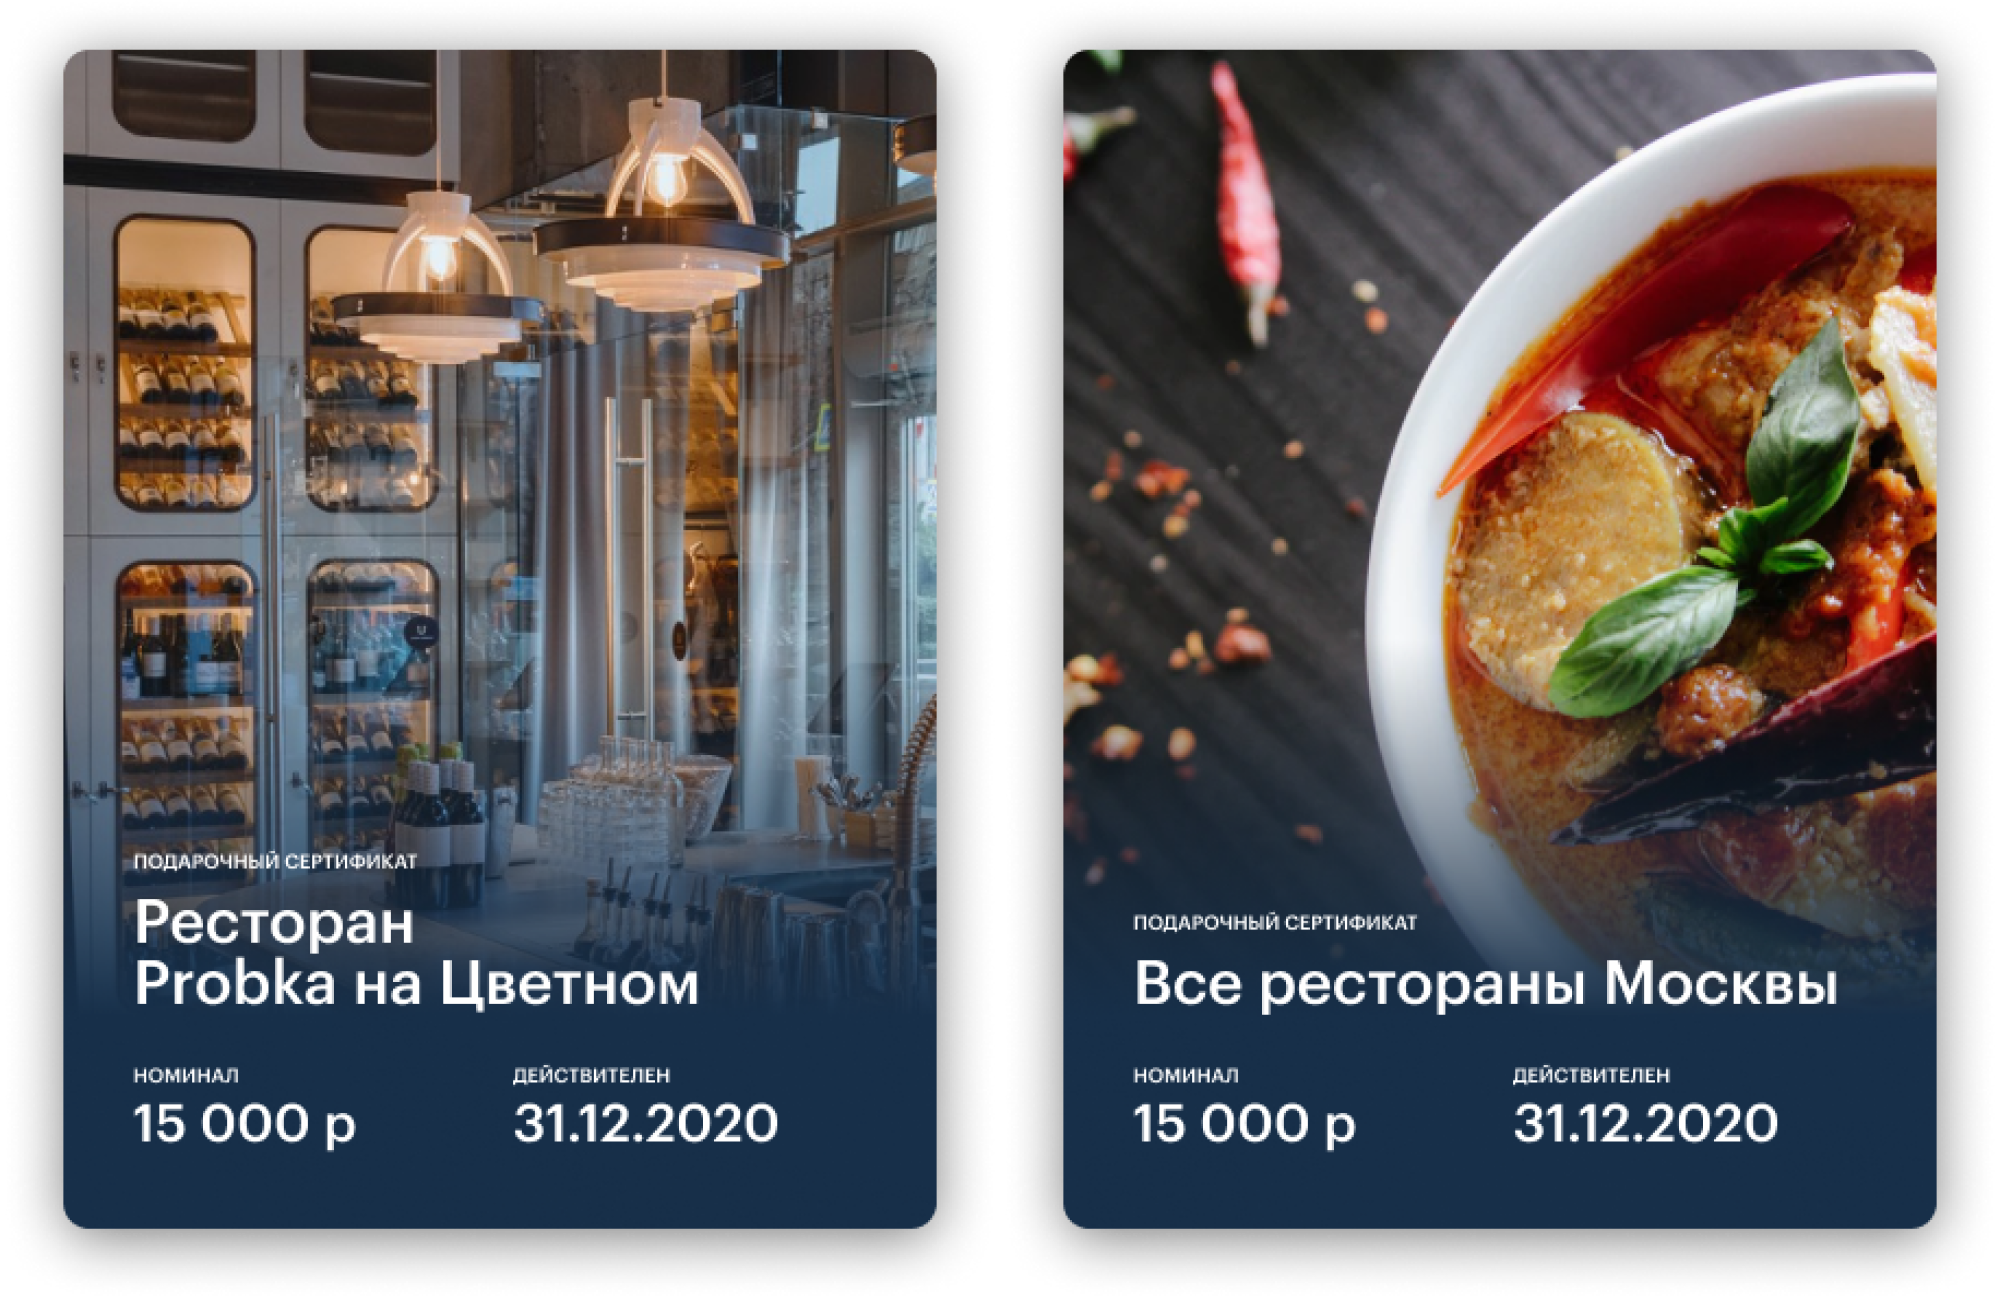 ПОДАРОЧНЫЙ СЕРТИФИКАТ
Ресторан
Probka на Цветном
НОМИНАЛ
15 000 р
ДЕЙСТВИТЕЛЕН
31.12.2020
ПОДАРОЧНЫЙ СЕРТИФИКАТ
Все рестораны Москвы
НОМИНАЛ
15 000 р
ДЕЙСТВИТЕЛЕН
31.12.2020